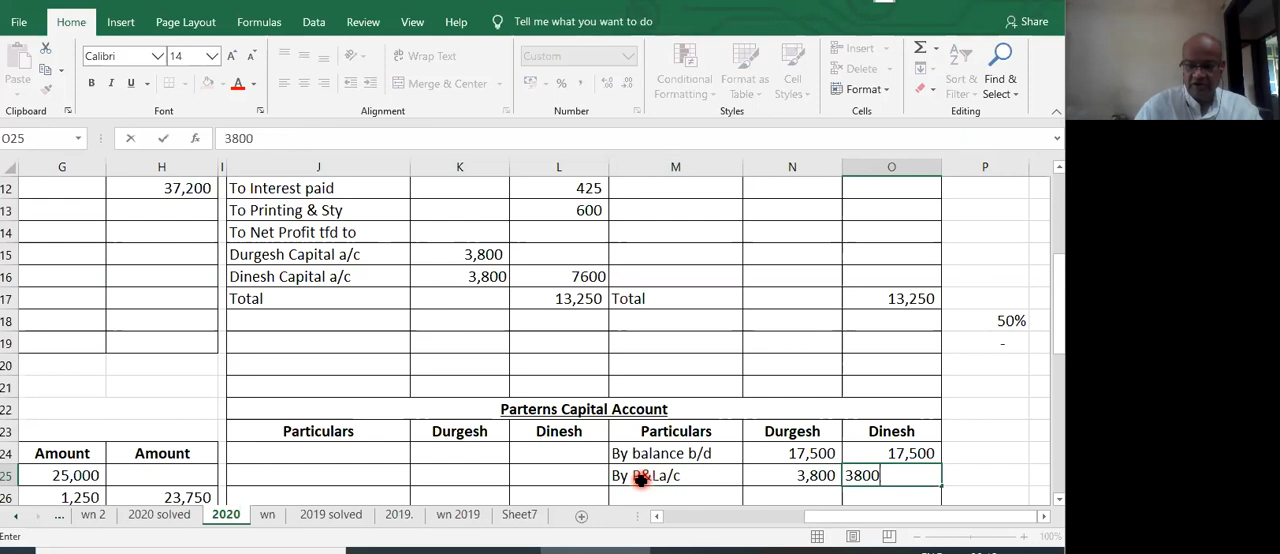 File Home Insert Page Layout Formulas Data Review View Help Tell me what you want to do Share
Calibri 14 A A Wrap Text Custom Insert Σ
Paste B I U A Merge & Center % , Conditional Formatting Format as Table Cell Styles Delete Format Sort & Filter Find & Select
Clipboard Font Alignment Number Styles Cells Editing
O25 fx 3800
G H I J K L M N O P
12 37,200 To Interest paid 425
13 To Printing & Sty 600
14 To Net Profit tfd to
15 Durgesh Capital a/c 3,800
16 Dinesh Capital a/c 3,800 7600
17 Total 13,250 Total 13,250
18 50%
19 -
20
21
22 Parterns Capital Account
23 Particulars Durgesh Dinesh Particulars Durgesh Dinesh
24 Amount Amount By balance b/d 17,500 17,500
25 25,000 By P&La/c 3,800 3800
26 1,250 23,750
... wn 2 2020 solved 2020 wn 2019 solved 2019. wn 2019 Sheet7
Enter 100%